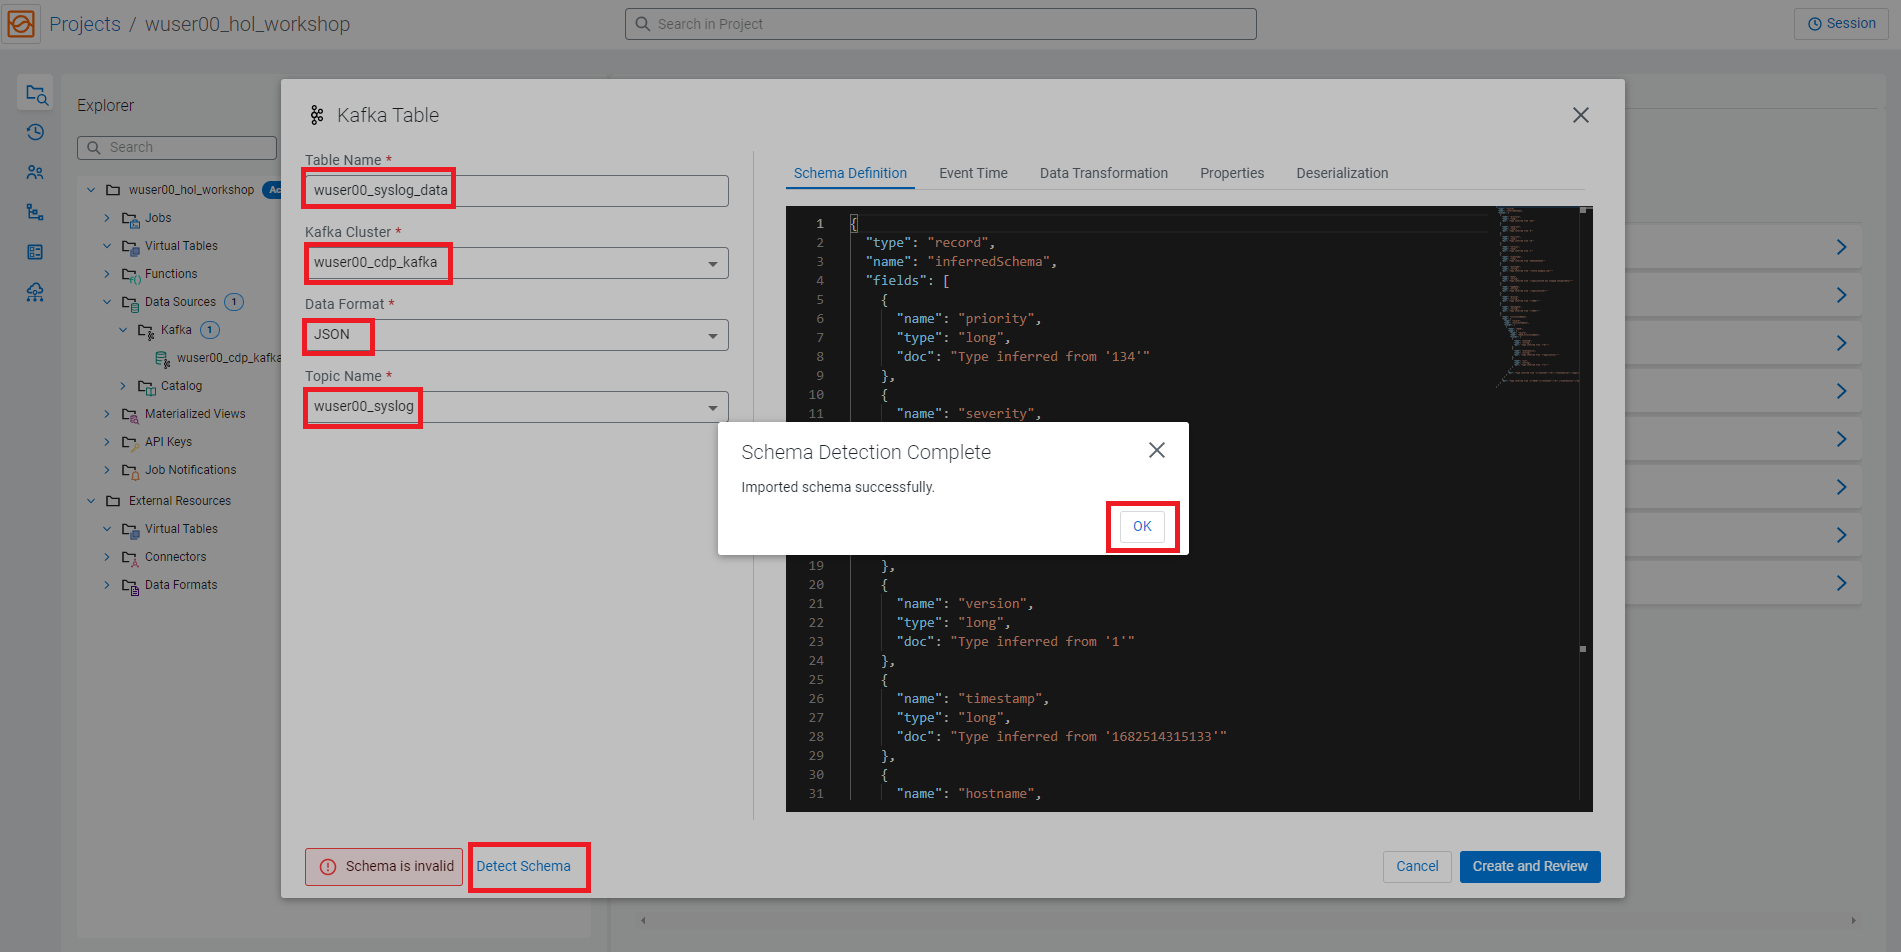 Projects / wuser00_hol_workshop
Search in Project
Session
Explorer
Search
wuser00_hol_workshop
Jobs
Virtual Tables
Functions
Data Sources 1
Kafka 1
wuser00_cdp_kafka
Catalog
Materialized Views
API Keys
Job Notifications
External Resources
Virtual Tables
Connectors
Data Formats
Kafka Table
Table Name *
wuser00_syslog_data
Kafka Cluster *
wuser00_cdp_kafka
Data Format *
JSON
Topic Name *
wuser00_syslog
Schema Definition Event Time Data Transformation Properties Deserialization
1 {
2 "type": "record",
3 "name": "inferredSchema",
4 "fields": [
5 {
6 "name": "priority",
7 "type": "long",
8 "doc": "Type inferred from '134'"
9 },
10 {
11 "name": "severity",
Schema Detection Complete
Imported schema successfully.
OK
19 },
20 {
21 "name": "version",
22 "type": "long",
23 "doc": "Type inferred from '1'"
24 },
25 {
26 "name": "timestamp",
27 "type": "long",
28 "doc": "Type inferred from '1682514315133'"
29 },
30 {
31 "name": "hostname",
Schema is invalid
Detect Schema
Cancel
Create and Review